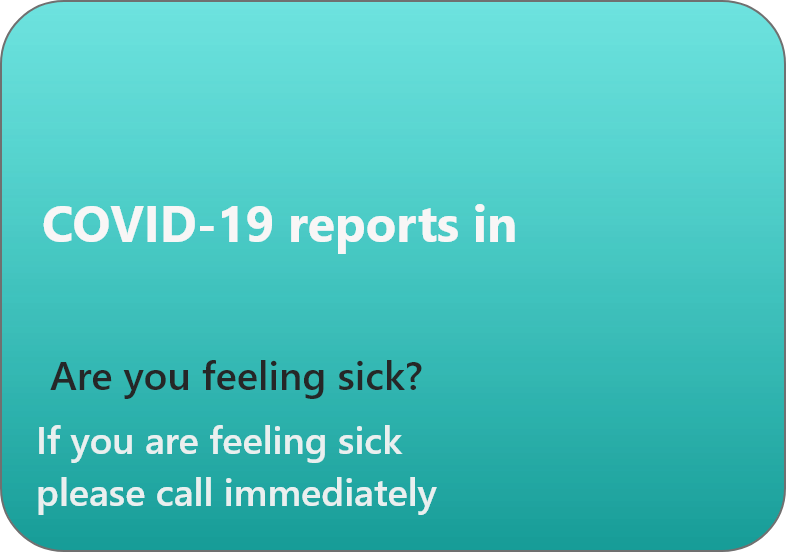 COVID-19 reports in
Are you feeling sick?
If you are feeling sick
please call immediately